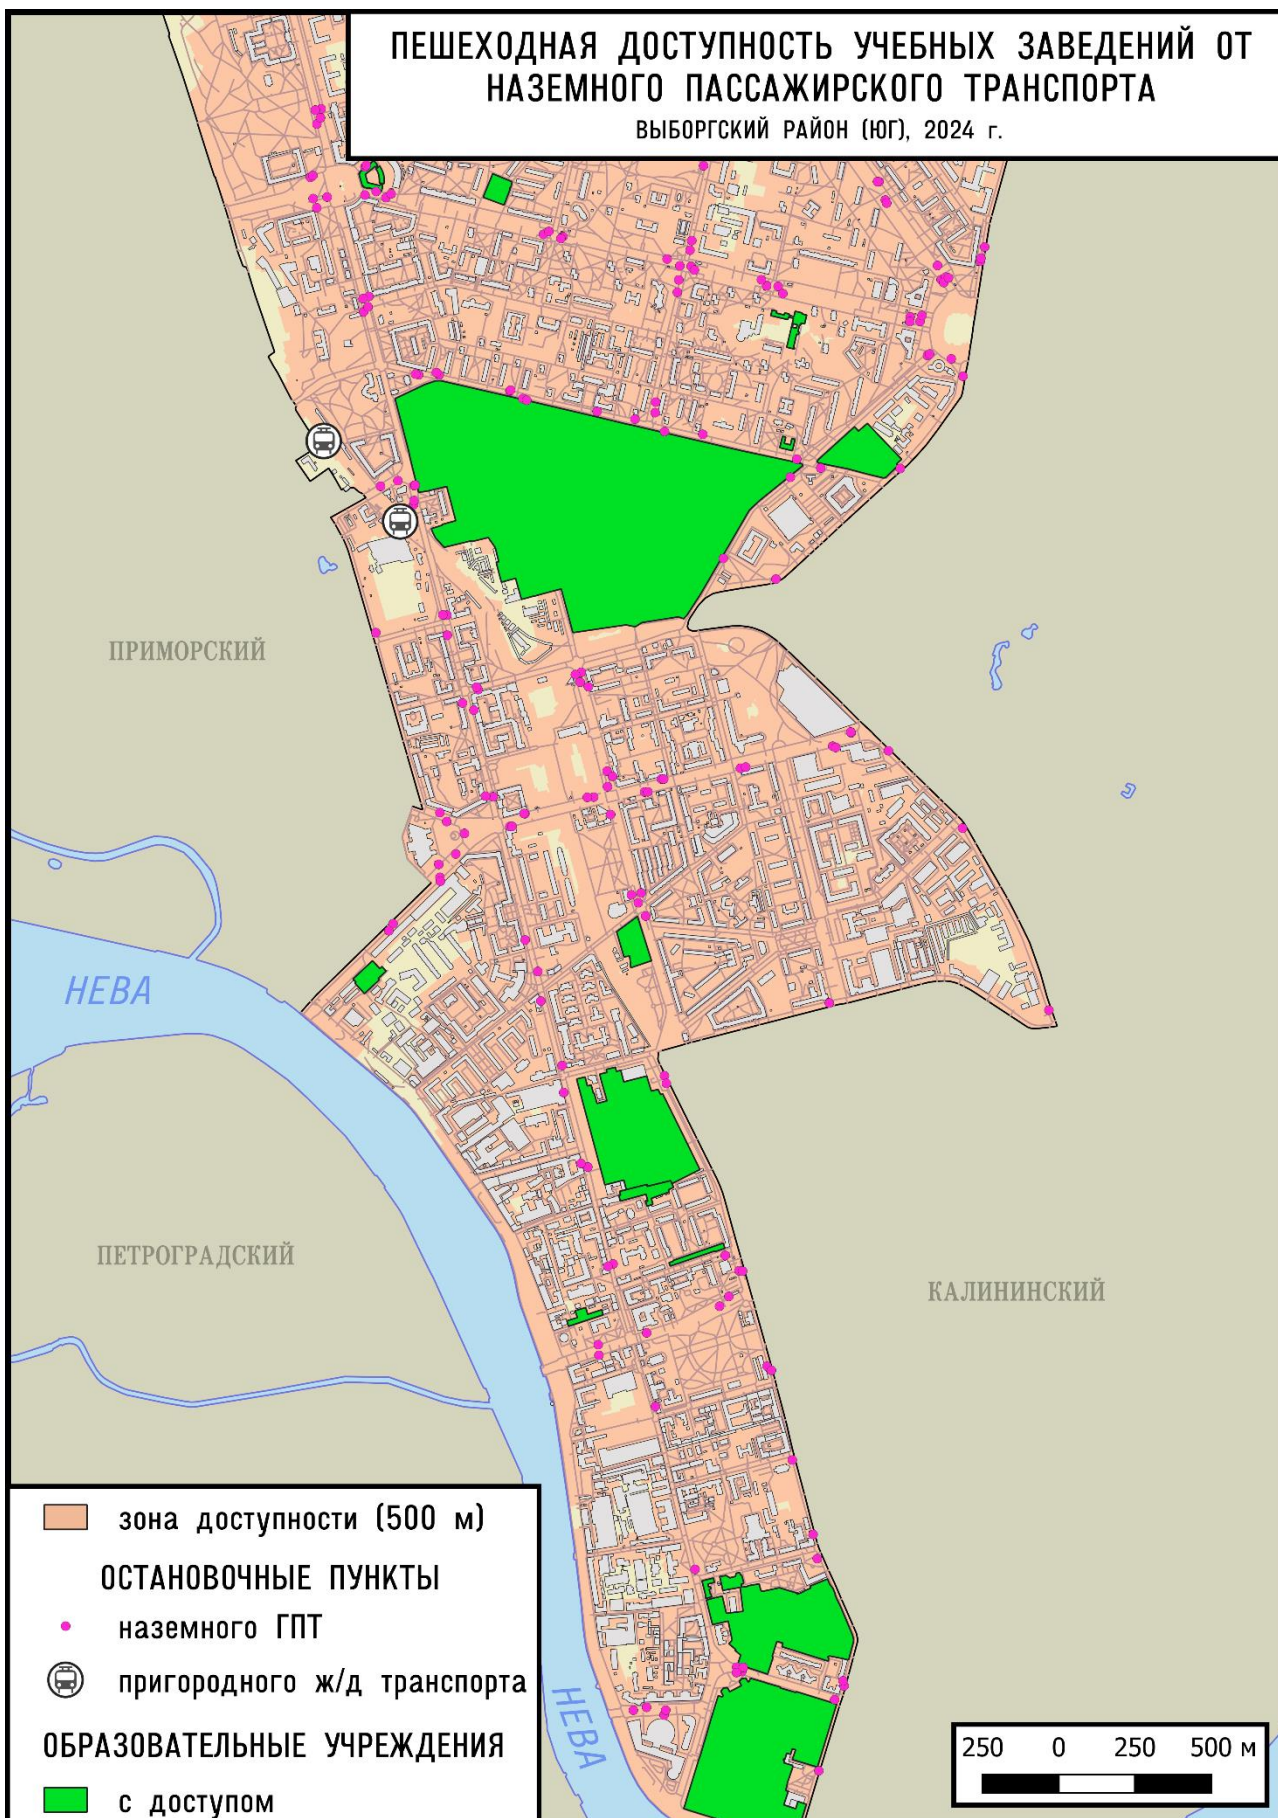 ПЕШЕХОДНАЯ ДОСТУПНОСТЬ УЧЕБНЫХ ЗАВЕДЕНИЙ ОТ
НАЗЕМНОГО ПАССАЖИРСКОГО ТРАНСПОРТА
ВЫБОРГСКИЙ РАЙОН (ЮГ), 2024 г.
ПРИМОРСКИЙ
НЕВА
ПЕТРОГРАДСКИЙ
КАЛИНИНСКИЙ
зона доступности (500 м)
ОСТАНОВОЧНЫЕ ПУНКТЫ
наземного ГПТ
пригородного ж/д транспорта
ОБРАЗОВАТЕЛЬНЫЕ УЧРЕЖДЕНИЯ
с доступом
НЕВА
250 0 250 500 м